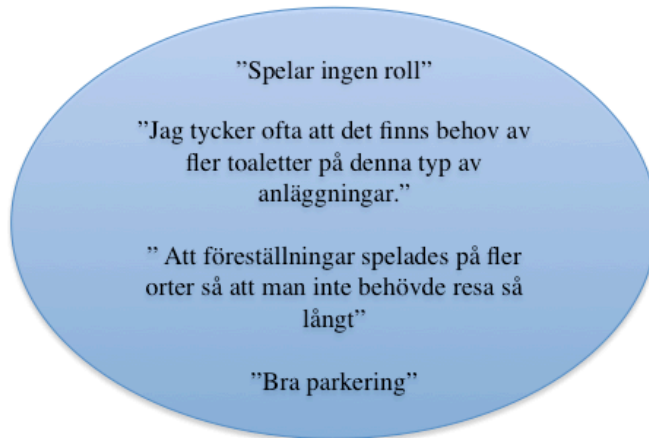 ”Spelar ingen roll”
”Jag tycker ofta att det finns behov av
fler toaletter på denna typ av
anläggningar.”
” Att föreställningar spelades på fler
orter så att man inte behövde resa så
långt”
”Bra parkering”